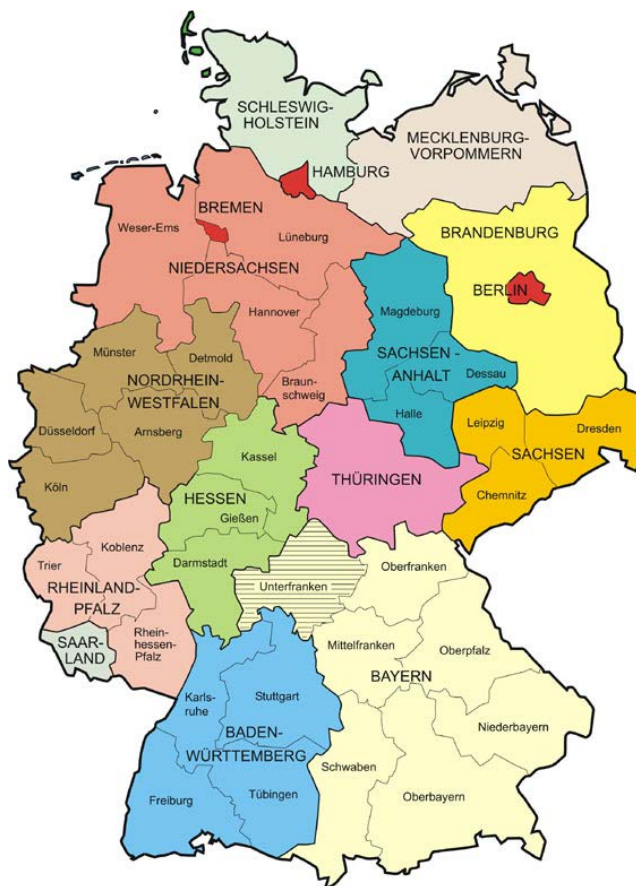 SCHLESWIG-
HOLSTEIN
MECKLENBURG-
VORPOMMERN
HAMBURG
BREMEN
Weser-Ems
Lüneburg
BRANDENBURG
NIEDERSACHSEN
BERLIN
Hannover
Magdeburg
Münster
Detmold
SACHSEN-
ANHALT
Dessau
NORDRHEIN-
WESTFALEN
Braun-
schweig
Halle
Leipzig
Dresden
Düsseldorf
Arnsberg
Kassel
SACHSEN
THÜRINGEN
Köln
HESSEN
Gießen
Chemnitz
Koblenz
Trier
Darmstadt
Oberfranken
RHEINLAND-
PFALZ
Unterfranken
SAAR-
LAND
Rhein-
hessen-
Pfalz
Mittelfranken
Oberpfalz
BAYERN
Karls-
ruhe
Stuttgart
Niederbayern
BADEN-
WÜRTTEMBERG
Schwaben
Freiburg
Tübingen
Oberbayern